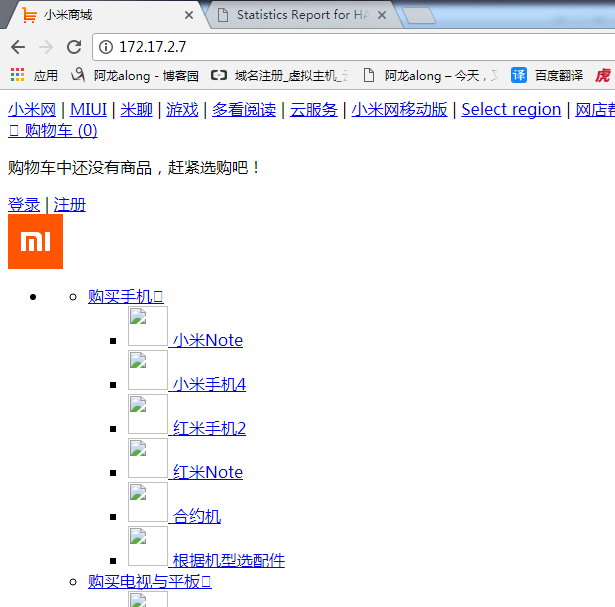 小米商城
Statistics Report for HA
172.17.2.7
应用 阿龙along - 博客园 域名注册_虚拟主机_云 阿龙along – 今天，又 译 百度翻译 虎
小米网 | MIUI | 米聊 | 游戏 | 多看阅读 | 云服务 | 小米网移动版 | Select region | 网店帮
购物车 (0)
购物车中还没有商品，赶紧选购吧！
登录 | 注册
mi
购买手机
小米Note
小米手机4
红米手机2
红米Note
合约机
根据机型选配件
购买电视与平板